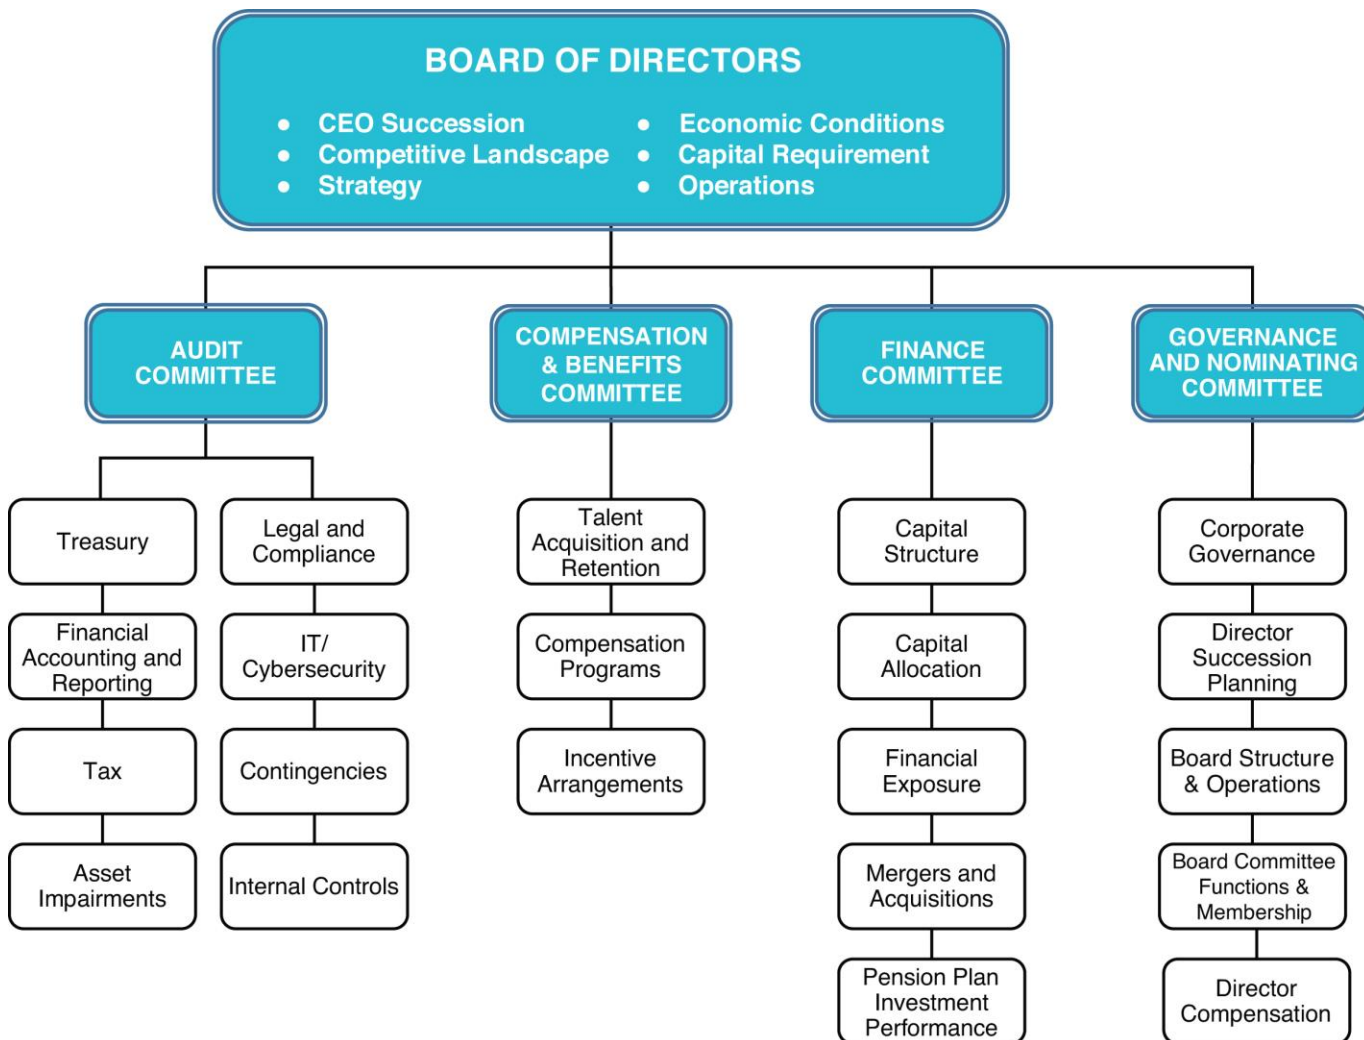 BOARD OF DIRECTORS
● CEO Succession
● Competitive Landscape
● Strategy
● Economic Conditions
● Capital Requirement
● Operations
AUDIT
COMMITTEE
COMPENSATION
& BENEFITS
COMMITTEE
FINANCE
COMMITTEE
GOVERNANCE
AND NOMINATING
COMMITTEE
Treasury
Financial
Accounting and
Reporting
Tax
Asset
Impairments
Legal and
Compliance
IT/
Cybersecurity
Contingencies
Internal Controls
Talent
Acquisition and
Retention
Compensation
Programs
Incentive
Arrangements
Capital
Structure
Capital
Allocation
Financial
Exposure
Mergers and
Acquisitions
Pension Plan
Investment
Performance
Corporate
Governance
Director
Succession
Planning
Board Structure
& Operations
Board Committee
Functions &
Membership
Director
Compensation